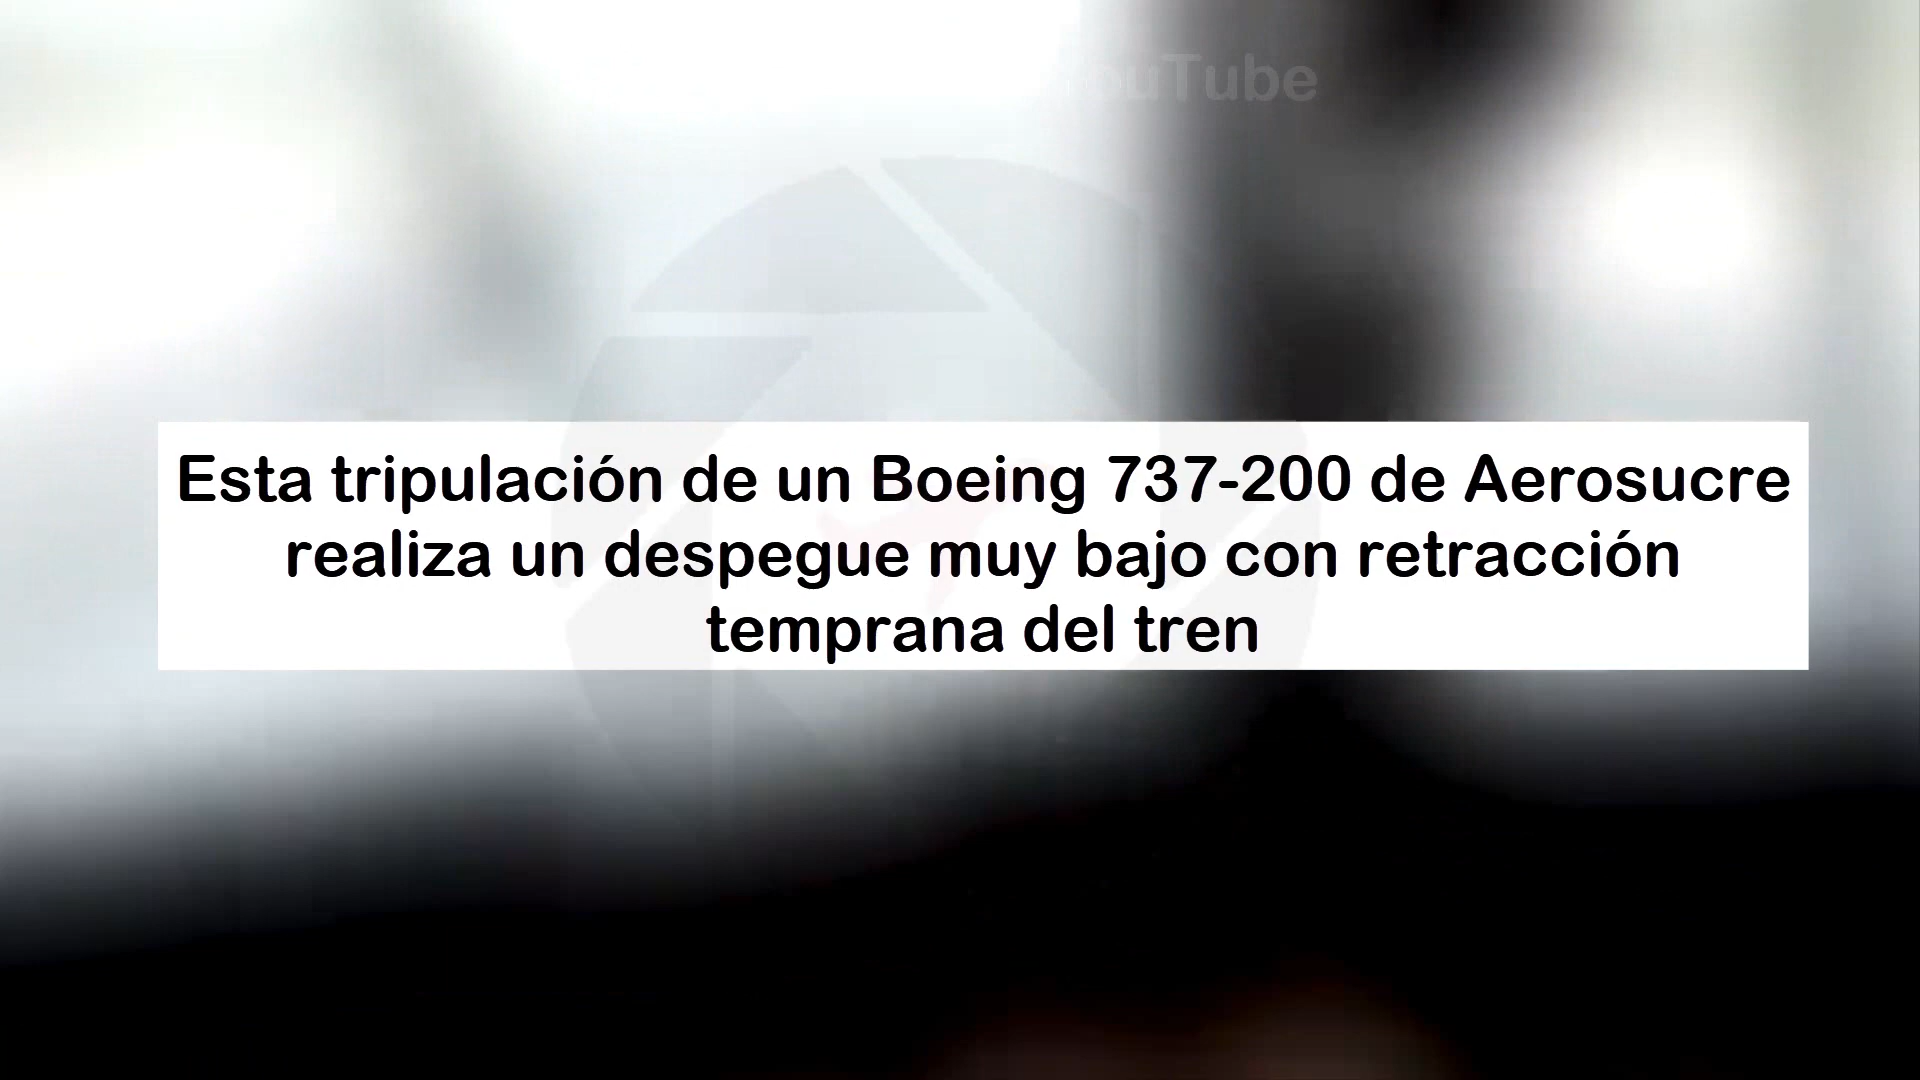 YouTube
Esta tripulación de un Boeing 737-200 de Aerosucre
realiza un despegue muy bajo con retracción
temprana del tren